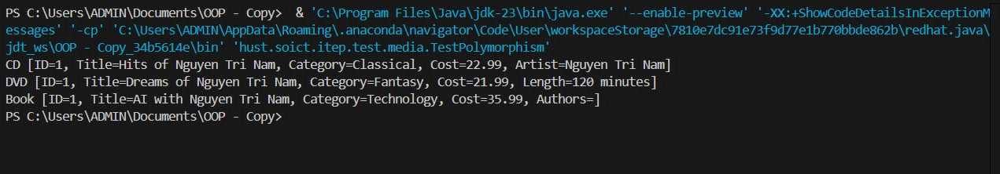 PS C:\Users\ADMIN\Documents\OOP - Copy>  & 'C:\Program Files\Java\jdk-23\bin\java.exe' '--enable-preview' '-XX:+ShowCodeDetailsInExceptionM
essages' '-cp' 'C:\Users\ADMIN\AppData\Roaming\.anaconda\navigator\Code\User\workspaceStorage\7810e7dc91e73f9d77e1b770bbde862b\redhat.java\
jdt_ws\OOP - Copy_34b5614e\bin' 'hust.soict.itep.test.media.TestPolymorphism'
CD [ID=1, Title=Hits of Nguyen Tri Nam, Category=Classical, Cost=22.99, Artist=Nguyen Tri Nam]
DVD [ID=1, Title=Dreams of Nguyen Tri Nam, Category=Fantasy, Cost=21.99, Length=120 minutes]
Book [ID=1, Title=AI with Nguyen Tri Nam, Category=Technology, Cost=35.99, Authors=]
PS C:\Users\ADMIN\Documents\OOP - Copy>